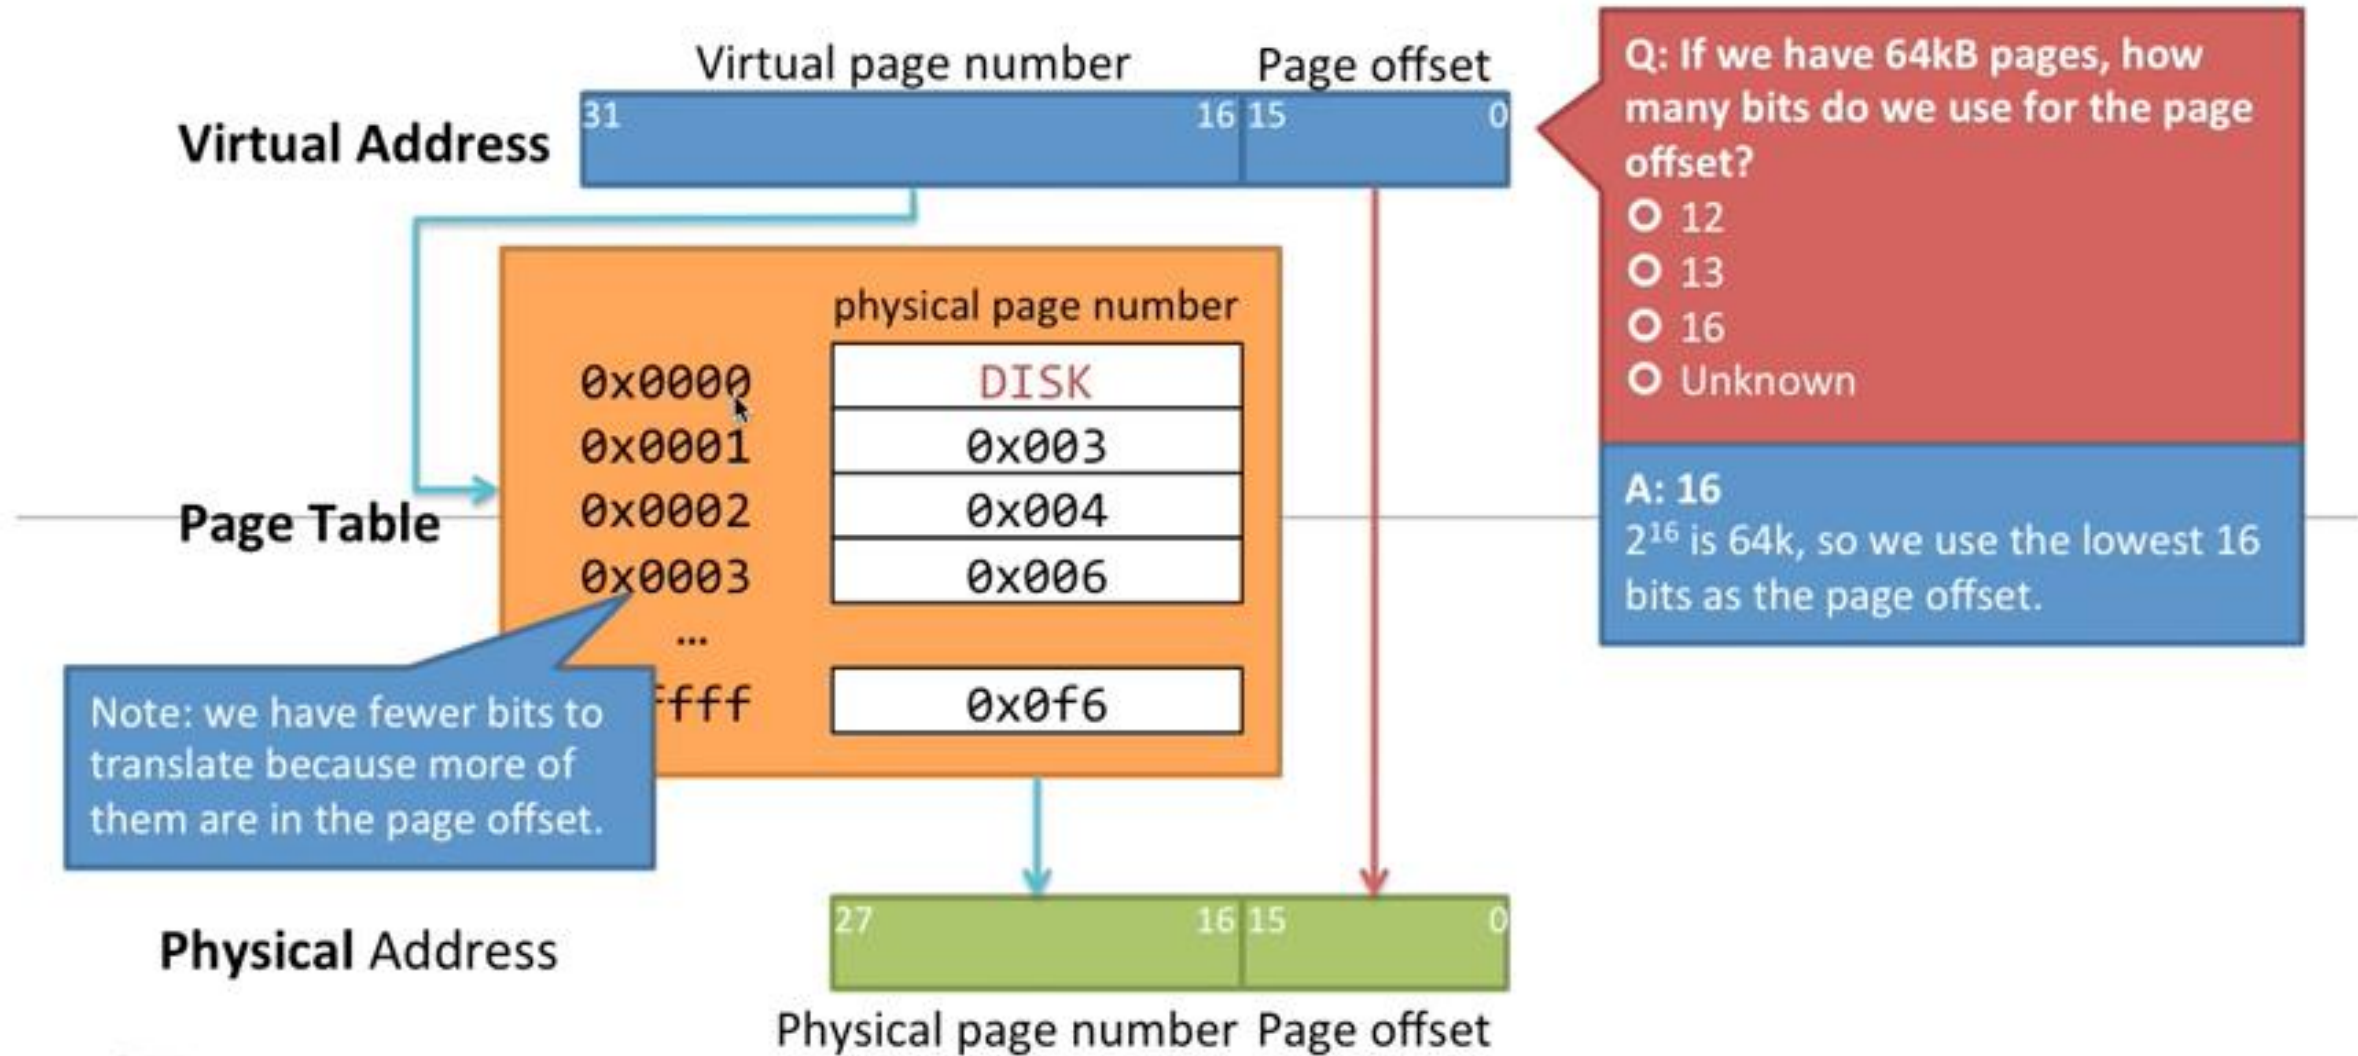 Virtual page number
Page offset
Virtual Address
31
16
15
0
Q: If we have 64kB pages, how
many bits do we use for the page
offset?
12
13
16
Unknown
A: 16
2¹⁶ is 64k, so we use the lowest 16
bits as the page offset.
Page Table
physical page number
0x0000 DISK
0x0001 0x003
0x0002 0x004
0x0003 0x006
...
ffff 0x0f6
Note: we have fewer bits to
translate because more of
them are in the page offset.
Physical Address
27
16
15
0
Physical page number
Page offset